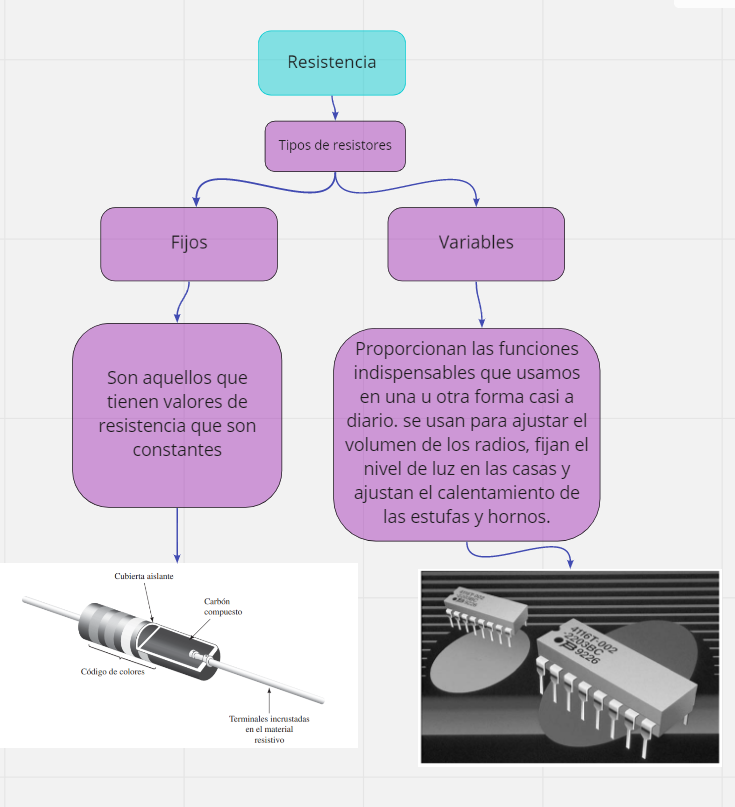 Resistencia
Tipos de resistores
Fijos
Variables
Son aquellos que
tienen valores de
resistencia que son
constantes
Proporcionan las funciones
indispensables que usamos
en una u otra forma casi a
diario. se usan para ajustar el
volumen de los radios, fijan el
nivel de luz en las casas y
ajustan el calentamiento de
las estufas y hornos.
Cubierta aislante
Carbón
compuesto
Código de colores
Terminales incrustadas
en el material
resistivo
4116T-002
-2203BC
9226
9226